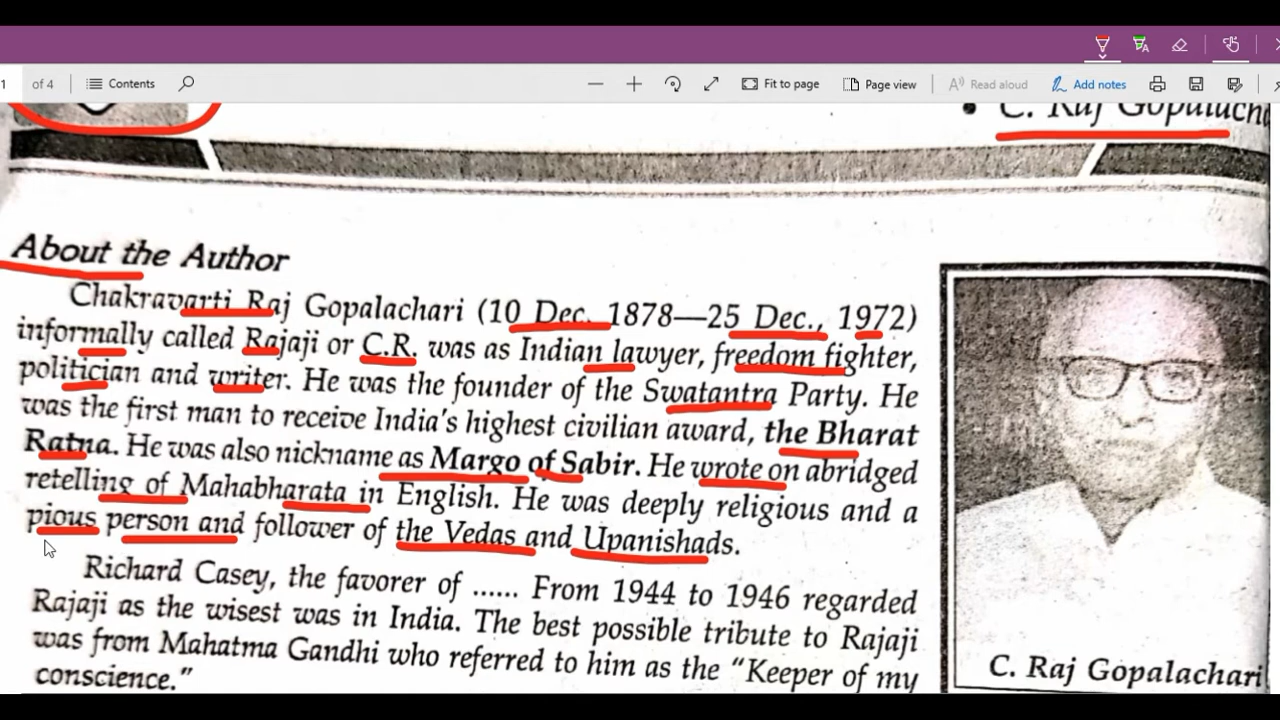 1 of 4 Contents Fit to page Page view Read aloud Add notes
• C. Raj Gopalacha
About the Author
Chakravarti Raj Gopalachari (10 Dec. 1878—25 Dec., 1972)
informally called Rajaji or C.R. was as Indian lawyer, freedom fighter,
politician and writer. He was the founder of the Swatantra Party. He
was the first man to receive India's highest civilian award, the Bharat
Ratna. He was also nickname as Margo of Sabir. He wrote on abridged
retelling of Mahabharata in English. He was deeply religious and a
pious person and follower of the Vedas and Upanishads.
Richard Casey, the favorer of ...... From 1944 to 1946 regarded
Rajaji as the wisest was in India. The best possible tribute to Rajaji
was from Mahatma Gandhi who referred to him as the "Keeper of my
conscience."
C. Raj Gopalachari